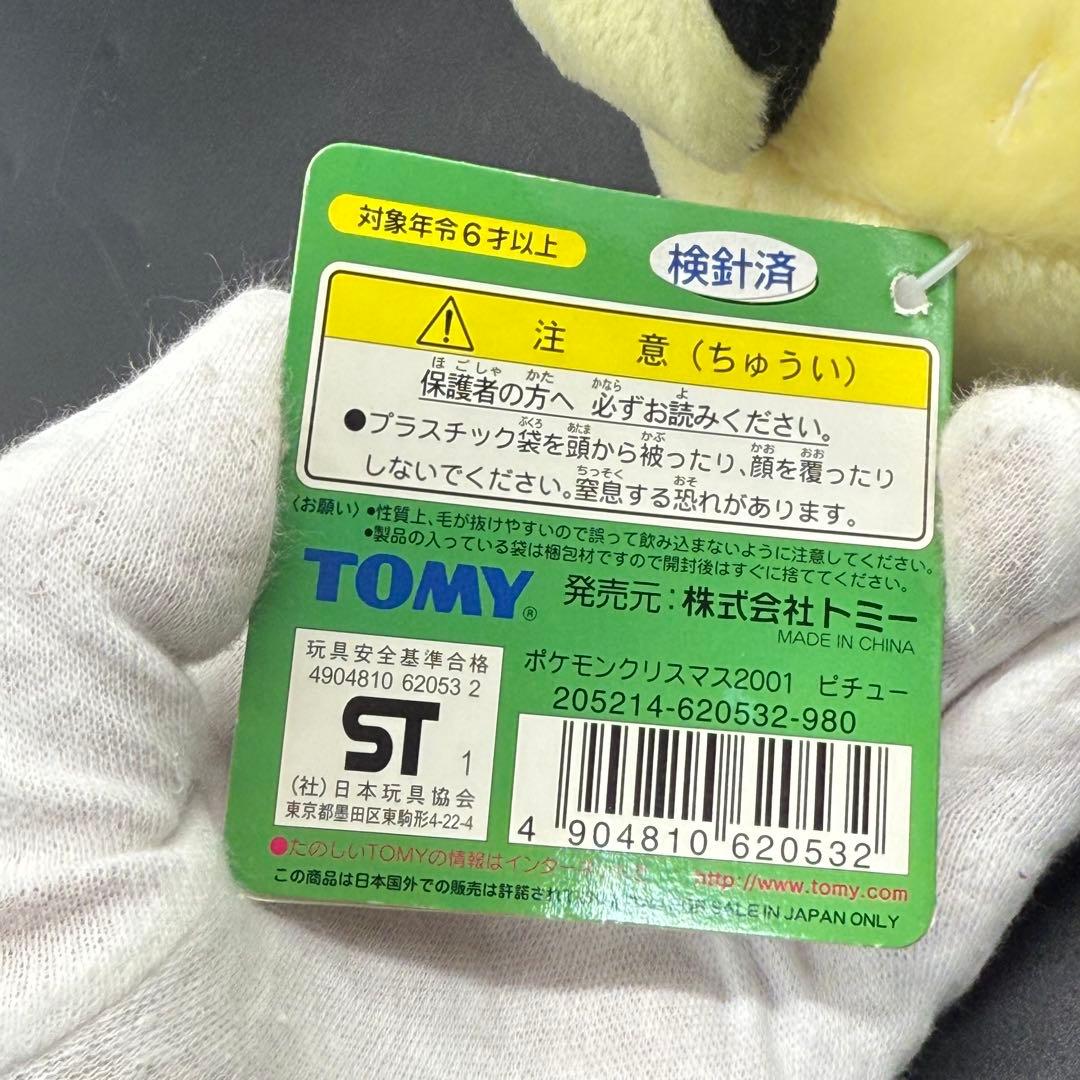 対象年令6才以上
検針済
注 意(ちゅうい)
保護者の方へ 必ずお読みください。
●プラスチック袋を頭から被ったり、顔を覆ったり
しないでください。窒息する恐れがあります。
〈お願い〉●性質上、毛が抜けやすいので誤って飲み込まないように注意してください。
●製品の入っている袋は梱包材ですので開封後はすぐに捨ててください。
TOMY® 発売元:株式会社トミー
MADE IN CHINA
玩具安全基準合格
4904810 62053 2
ST 1
(社)日本玩具協会
東京都墨田区東駒形4-22-4
ポケモンクリスマス2001 ピチュー
205214-620532-980
4 904810 620532
●たのしいTOMYの情報はインターネットで http://www.tomy.com
この商品は日本国外での販売は許諾され SALE IN JAPAN ONLY